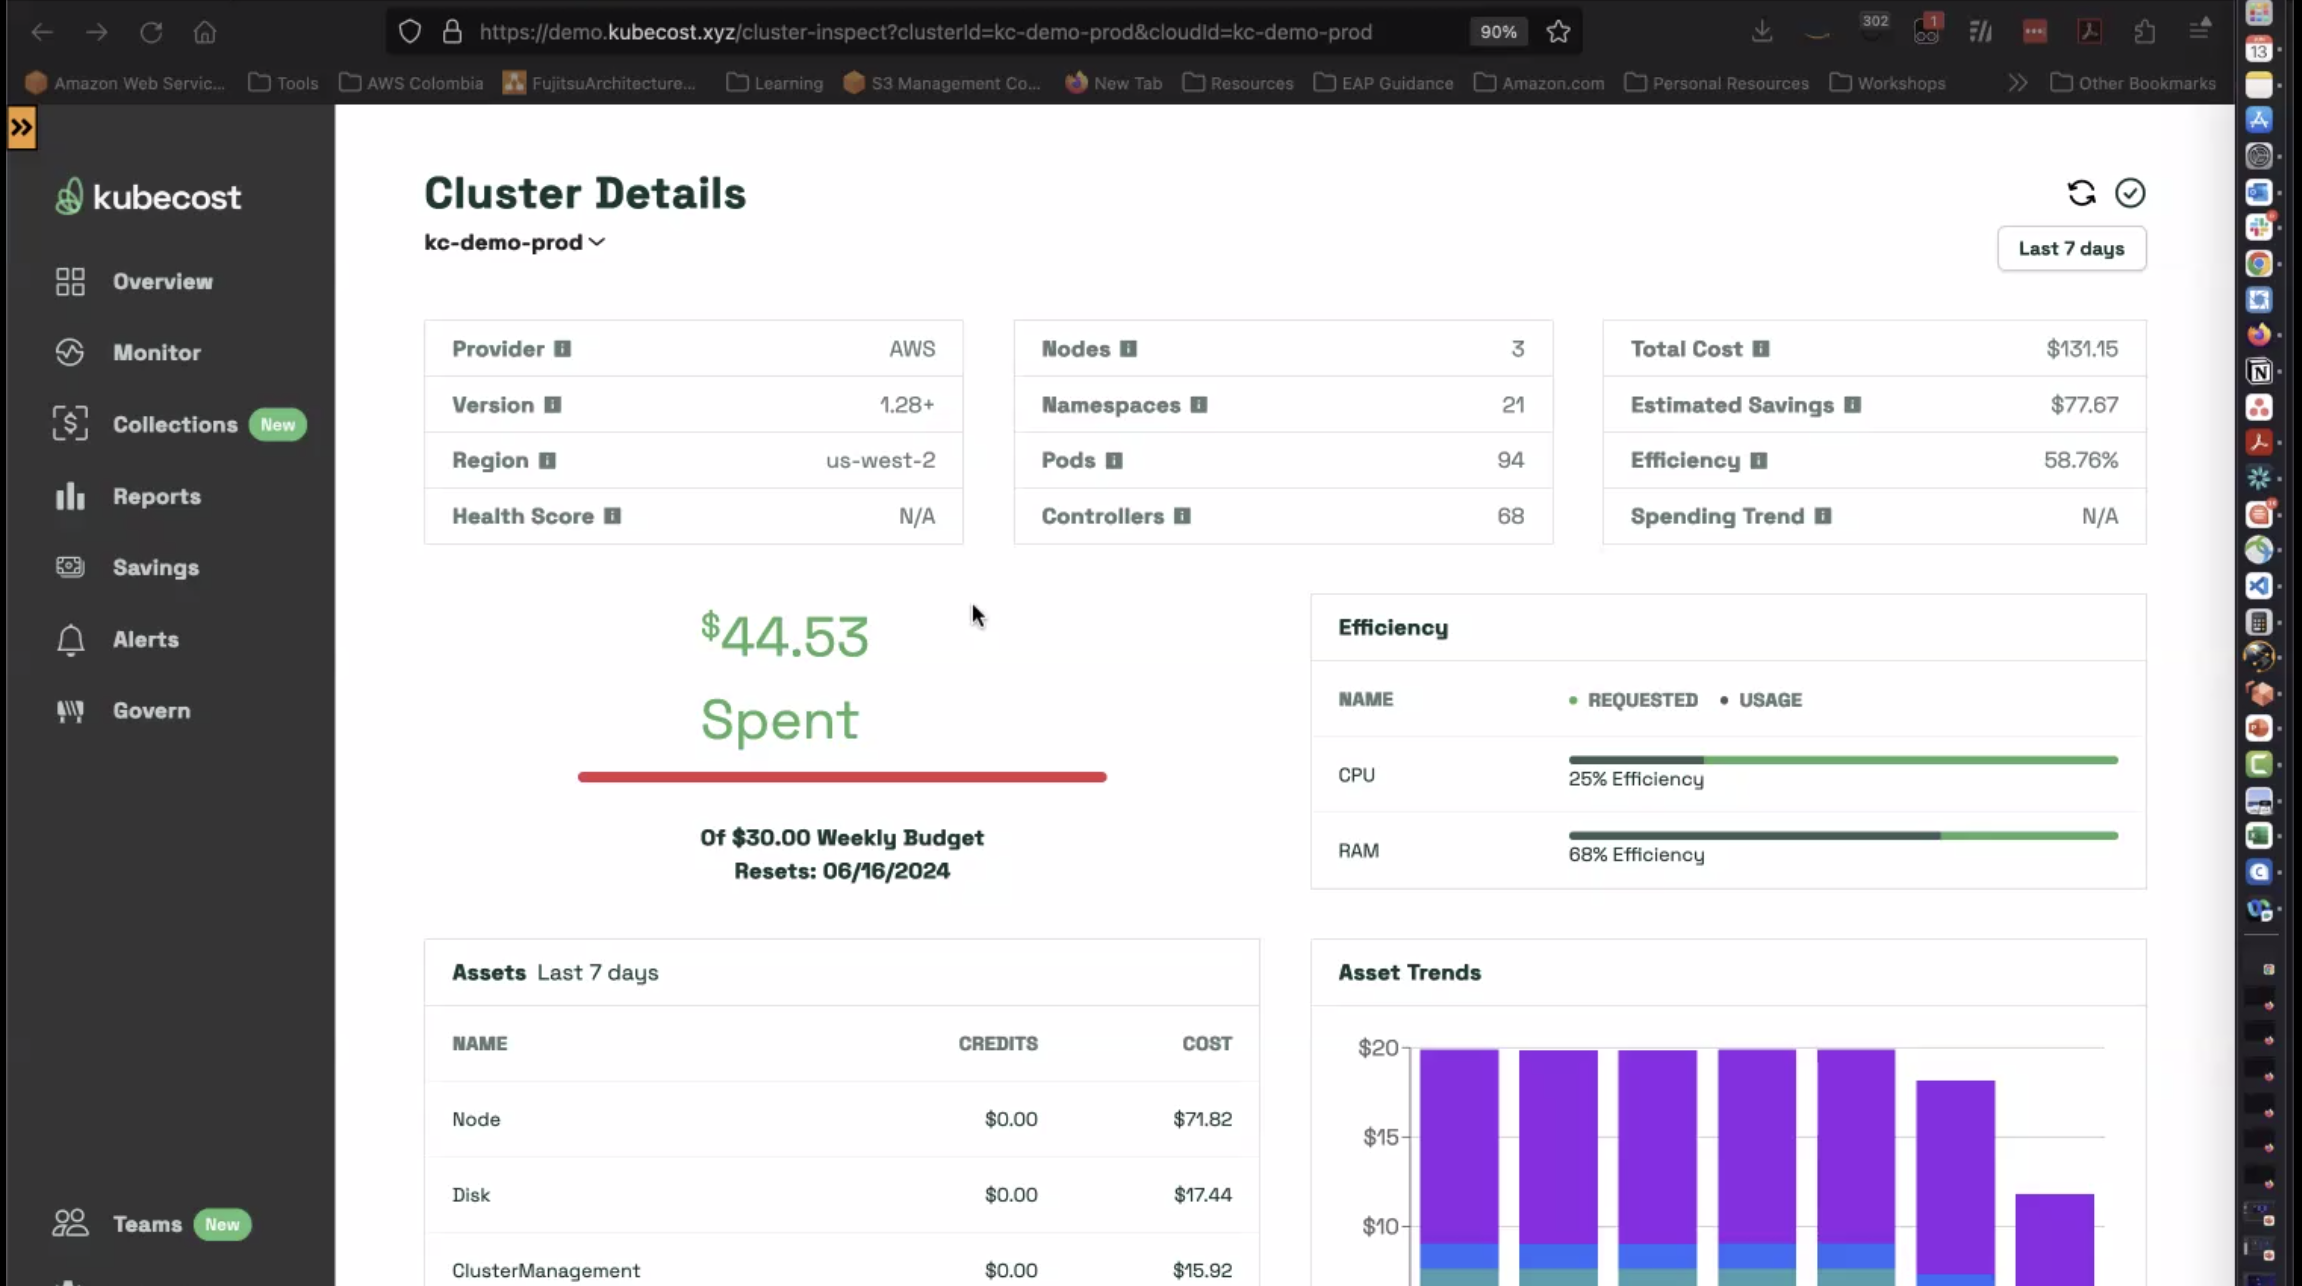 https://demo.kubecost.xyz/cluster-inspect?clusterId=kc-demo-prod&cloudId=kc-demo-prod
90%
302
1
Amazon Web Servic...
Tools
AWS Colombia
FujitsuArchitecture...
Learning
S3 Management Co...
New Tab
Resources
EAP Guidance
Amazon.com
Personal Resources
Workshops
Other Bookmarks
13
kubecost
Overview
Monitor
Collections New
Reports
Savings
Alerts
Govern
Teams New
Cluster Details
kc-demo-prod
Last 7 days
Provider AWS
Version 1.28+
Region us-west-2
Health Score N/A
Nodes 3
Namespaces 21
Pods 94
Controllers 68
Total Cost $131.15
Estimated Savings $77.67
Efficiency 58.76%
Spending Trend N/A
$44.53
Spent
Of $30.00 Weekly Budget
Resets: 06/16/2024
Efficiency
NAME • REQUESTED • USAGE
CPU
25% Efficiency
RAM
68% Efficiency
Assets Last 7 days
NAME CREDITS COST
Node $0.00 $71.82
Disk $0.00 $17.44
ClusterManagement $0.00 $15.92
Asset Trends
$20
$15
$10